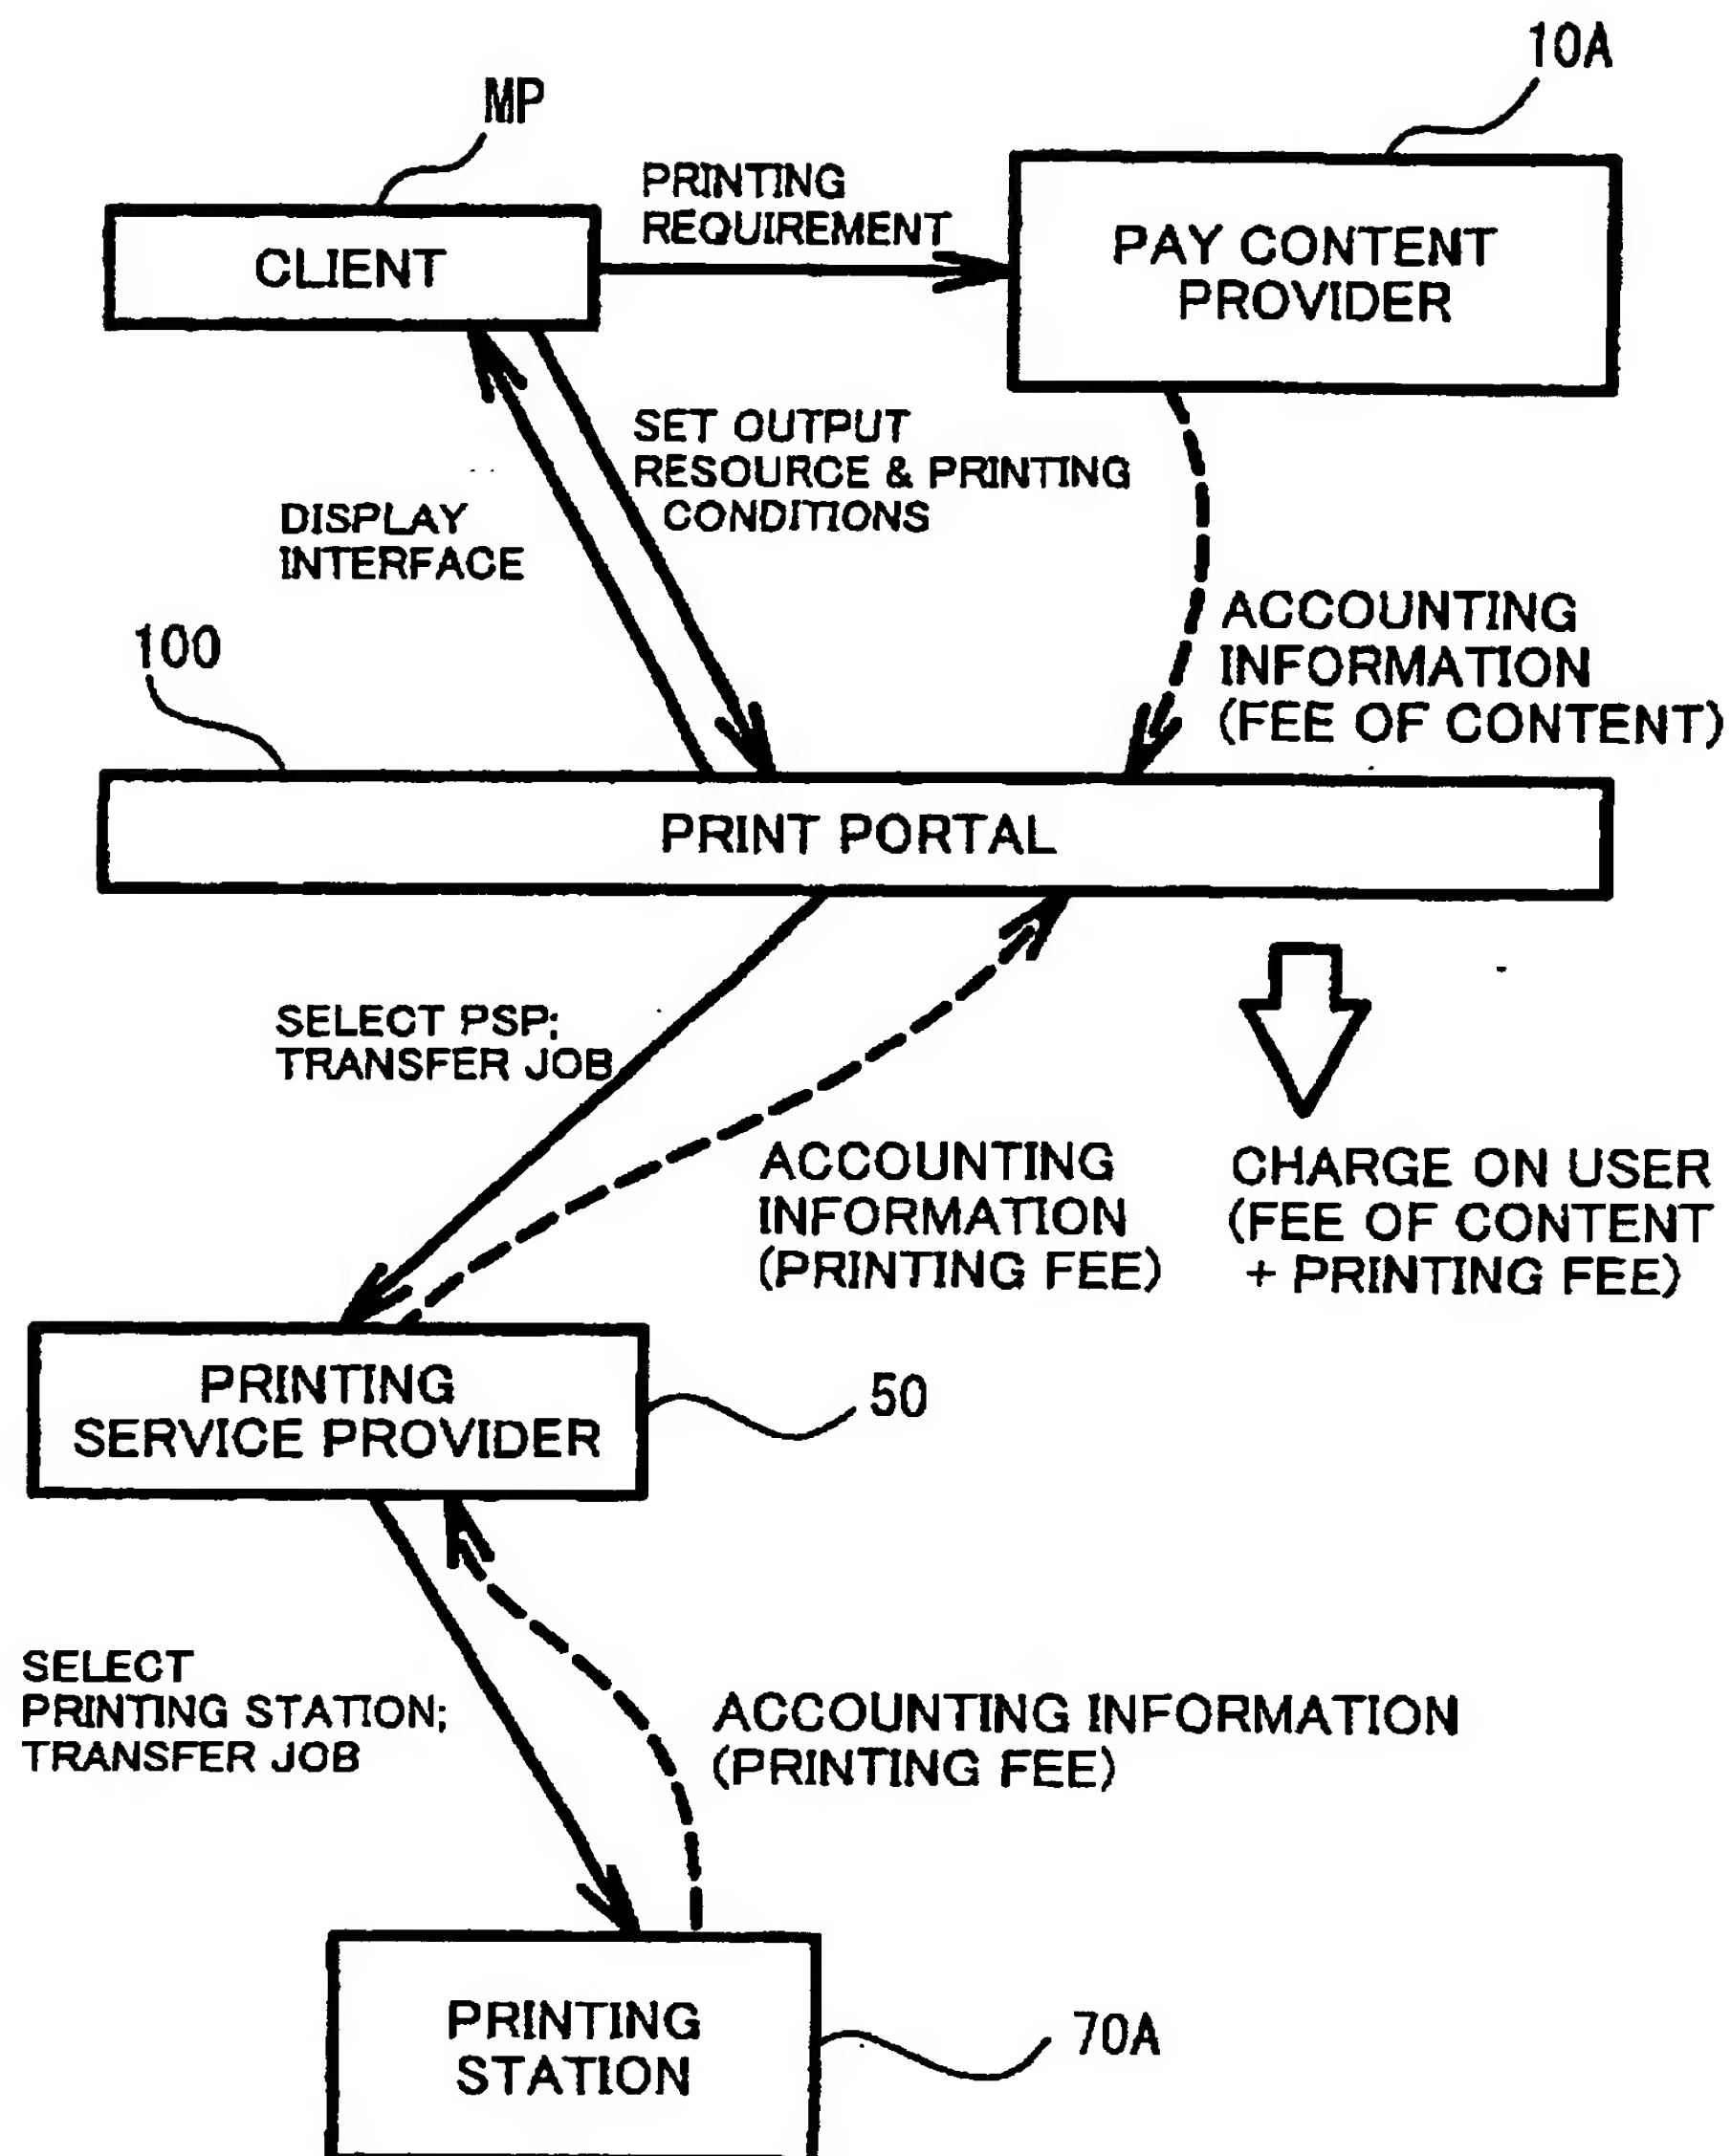 10A
MP
PRINTING
REQUIREMENT
CLIENT
PAY CONTENT
PROVIDER
SET OUTPUT
RESOURCE & PRINTING
CONDITIONS
DISPLAY
INTERFACE
ACCOUNTING
INFORMATION
(FEE OF CONTENT)
100
PRINT PORTAL
SELECT PSP;
TRANSFER JOB
ACCOUNTING
INFORMATION
(PRINTING FEE)
CHARGE ON USER
(FEE OF CONTENT
+ PRINTING FEE)
PRINTING
SERVICE PROVIDER
50
SELECT
PRINTING STATION;
TRANSFER JOB
ACCOUNTING INFORMATION
(PRINTING FEE)
PRINTING
STATION
70A